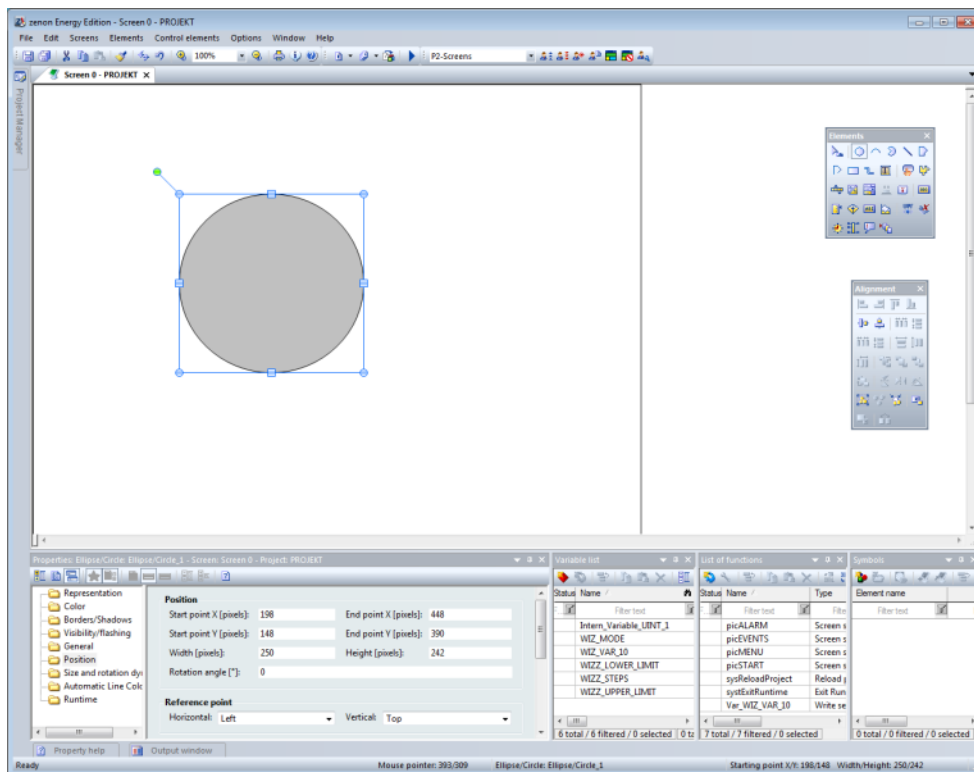 zenon Energy Edition - Screen 0 - PROJEKT
File Edit Screens Elements Control elements Options Window Help
100% P2-Screens
Screen 0 - PROJEKT
Project Manager
Elements
Alignment
Properties: Ellipse/Circle: Ellipse/Circle_1 - Screen: Screen 0 - Project: PROJEKT
Representation
Color
Borders/Shadows
Visibility/flashing
General
Position
Size and rotation dyn
Automatic Line Colo
Runtime
Position
Start point X [pixels]: 198 End point X [pixels]: 448
Start point Y [pixels]: 148 End point Y [pixels]: 390
Width [pixels]: 250 Height [pixels]: 242
Rotation angle [°]: 0
Reference point
Horizontal: Left Vertical: Top
Variable list
Status Name
Filter text
Intern_Variable_UINT_1
WIZ_MODE
WIZ_VAR_10
WIZZ_LOWER_LIMIT
WIZZ_STEPS
WIZZ_UPPER_LIMIT
6 total / 6 filtered / 0 selected 0 ta
List of functions
Status Name Type
Filter text Filte
picALARM Screen s
picEVENTS Screen s
picMENU Screen s
picSTART Screen s
sysReloadProject Reload p
systExitRuntime Exit Run
Var_WIZ_VAR_10 Write se
7 total / 7 filtered / 0 selected
Symbols
Element name
Filter text
0 total / 0 filtered / 0 selected
Property help Output window
Ready Mouse pointer: 393/309 Ellipse/Circle: Ellipse/Circle_1 Starting point X/Y: 198/148 Width/Height: 250/242